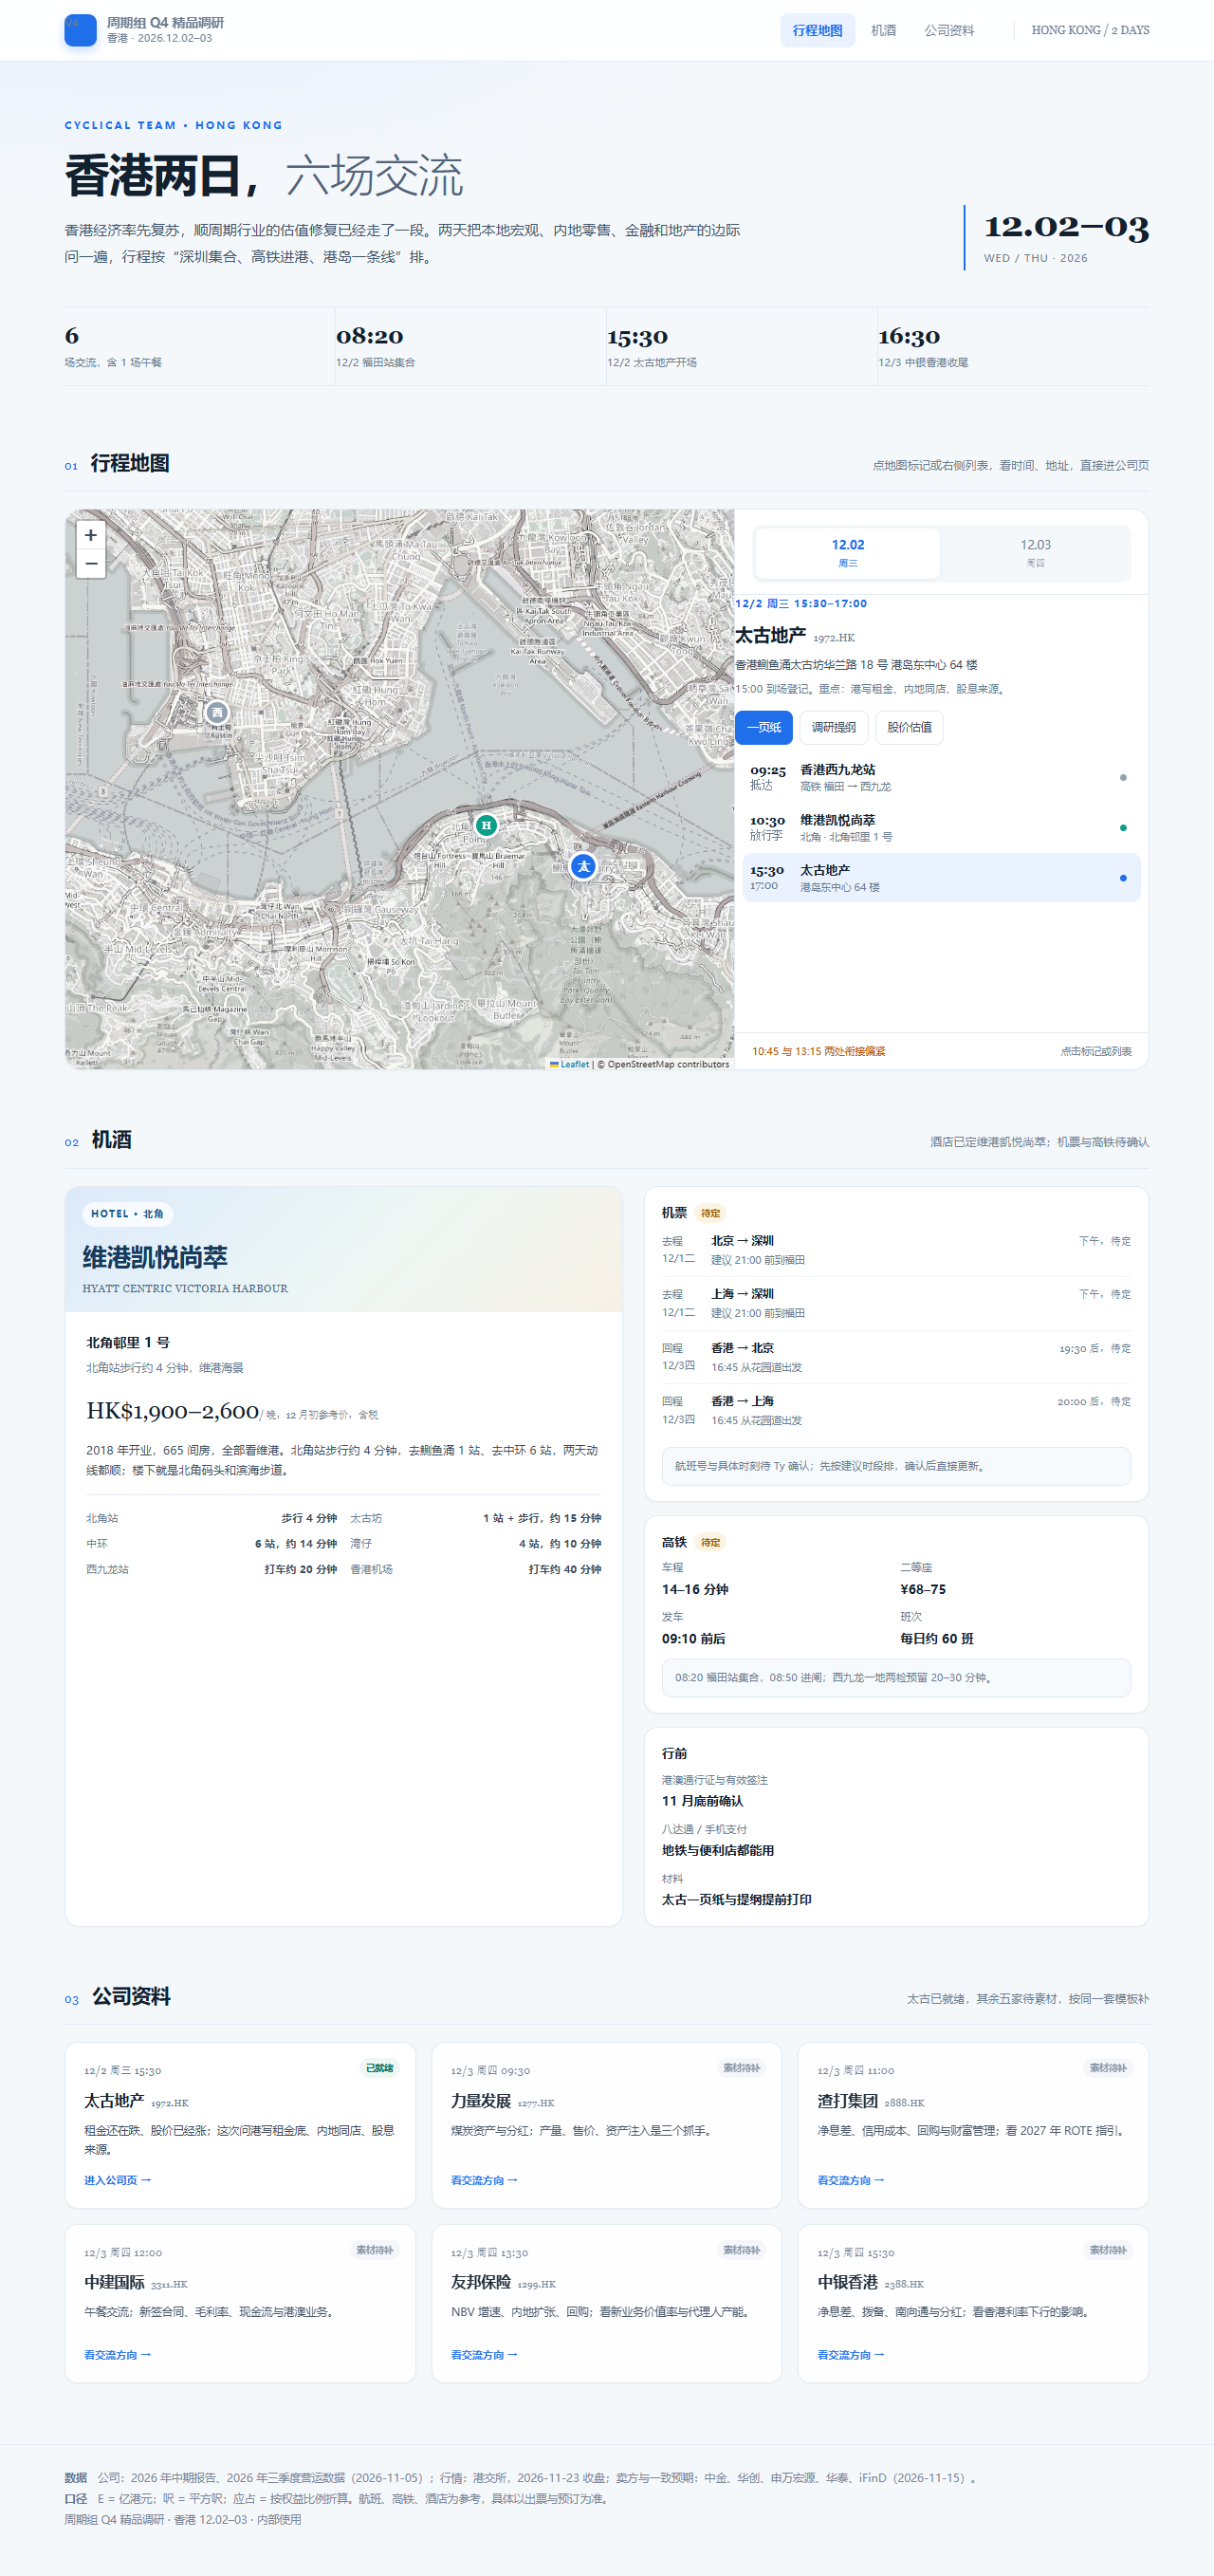 Q4
周期组 Q4 精品调研
香港 · 2026.12.02–03
行程地图
机酒
公司资料
HONG KONG / 2 DAYS
CYCLICAL TEAM • HONG KONG
香港两日，六场交流
香港经济率先复苏，顺周期行业的估值修复已经走了一段。两天把本地宏观、内地零售、金融和地产的边际
问一遍，行程按“深圳集合、高铁进港、港岛一条线”排。
12.02–03
WED / THU · 2026
6
场交流，含 1 场午餐
08:20
12/2 福田站集合
15:30
12/2 太古地产开场
16:30
12/3 中银香港收尾
01 行程地图
点地图标记或右侧列表，看时间、地址，直接进公司页
+
−
西
H
太
Leaflet | © OpenStreetMap contributors
12.02
周三
12.03
周四
12/2 周三 15:30–17:00
太古地产 1972.HK
香港鰂鱼涌太古坊华兰路 18 号 港岛东中心 64 楼
15:00 到场登记。重点：港写租金、内地同店、股息来源。
一页纸
调研提纲
股价估值
09:25 香港西九龙站
抵达 高铁 福田 → 西九龙
10:30 维港凯悦尚萃
放行李 北角 · 北角邨里 1 号
15:30 太古地产
17:00 港岛东中心 64 楼
10:45 与 13:15 两处衔接偏紧
点击标记或列表
02 机酒
酒店已定维港凯悦尚萃；机票与高铁待确认
HOTEL • 北角
维港凯悦尚萃
HYATT CENTRIC VICTORIA HARBOUR
北角邨里 1 号
北角站步行约 4 分钟，维港海景
HK$1,900–2,600 / 晚，12 月初参考价，含税
2018 年开业，665 间房，全部看维港。北角站步行约 4 分钟，去鰂鱼涌 1 站、去中环 6 站，两天动
线都顺；楼下就是北角码头和滨海步道。
北角站 步行 4 分钟 太古坊 1 站 + 步行，约 15 分钟
中环 6 站，约 14 分钟 湾仔 4 站，约 10 分钟
西九龙站 打车约 20 分钟 香港机场 打车约 40 分钟
机票 待定
去程 北京 → 深圳 下午，待定
12/1二 建议 21:00 前到福田
去程 上海 → 深圳 下午，待定
12/1二 建议 21:00 前到福田
回程 香港 → 北京 19:30 后，待定
12/3四 16:45 从花园道出发
回程 香港 → 上海 20:00 后，待定
12/3四 16:45 从花园道出发
航班号与具体时刻待 Ty 确认；先按建议时段排，确认后直接更新。
高铁 待定
车程 二等座
14–16 分钟 ¥68–75
发车 班次
09:10 前后 每日约 60 班
08:20 福田站集合，08:50 进闸；西九龙一地两检预留 20–30 分钟。
行前
港澳通行证与有效签注
11 月底前确认
八达通 / 手机支付
地铁与便利店都能用
材料
太古一页纸与提纲提前打印
03 公司资料
太古已就绪，其余五家待素材，按同一套模板补
12/2 周三 15:30 已就绪
太古地产 1972.HK
租金还在跌、股价已经涨；这次问港写租金底、内地同店、股息
来源。
进入公司页 →
12/3 周四 09:30 素材待补
力量发展 1277.HK
煤炭资产与分红；产量、售价、资产注入是三个抓手。
看交流方向 →
12/3 周四 11:00 素材待补
渣打集团 2888.HK
净息差、信用成本、回购与财富管理；看 2027 年 ROTE 指引。
看交流方向 →
12/3 周四 12:00 素材待补
中建国际 3311.HK
午餐交流；新签合同、毛利率、现金流与港澳业务。
看交流方向 →
12/3 周四 13:30 素材待补
友邦保险 1299.HK
NBV 增速、内地扩张、回购；看新业务价值率与代理人产能。
看交流方向 →
12/3 周四 15:30 素材待补
中银香港 2388.HK
净息差、拨备、南向通与分红；看香港利率下行的影响。
看交流方向 →
数据 公司：2026 年中期报告、2026 年三季度营运数据（2026-11-05）；行情：港交所，2026-11-23 收盘；卖方与一致预期：中金、华创、申万宏源、华泰、iFinD（2026-11-15）。
口径 E = 亿港元；呎 = 平方呎；应占 = 按权益比例折算。航班、高铁、酒店为参考，具体以出票与预订为准。
周期组 Q4 精品调研 · 香港 12.02–03 · 内部使用